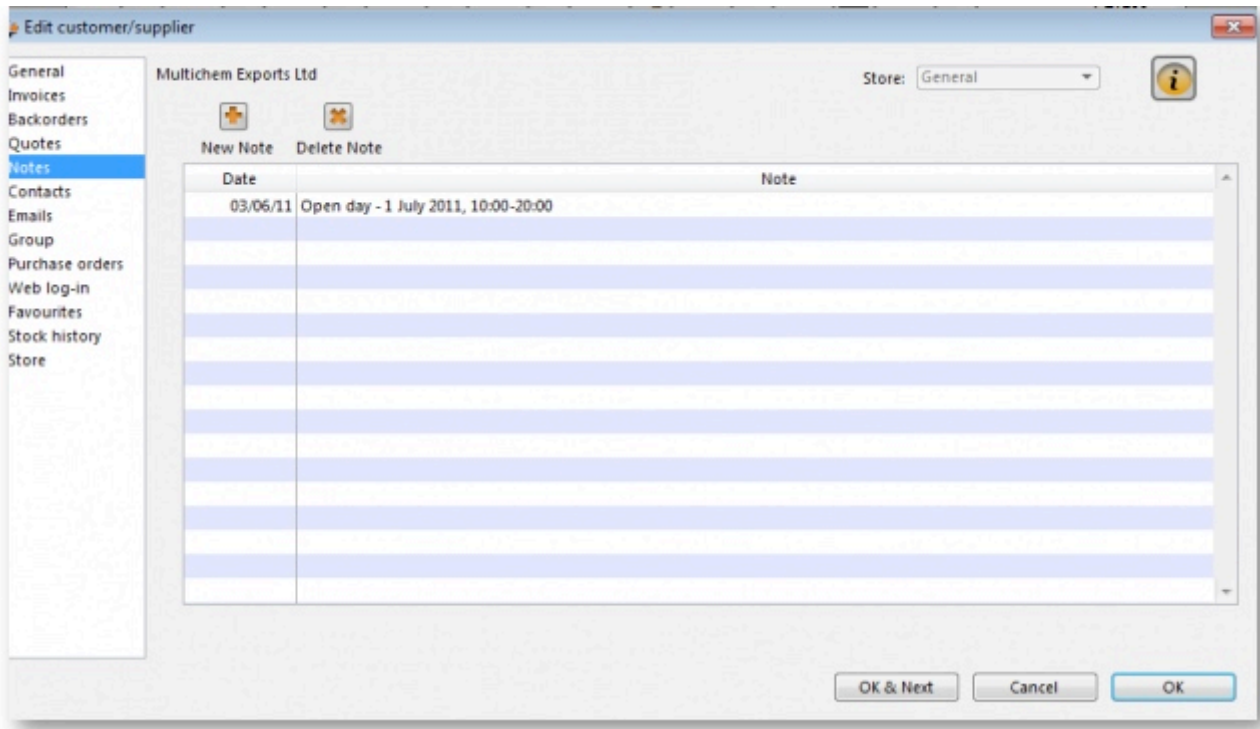 Edit customer/supplier
General
Invoices
Backorders
Quotes
Notes
Contacts
Emails
Group
Purchase orders
Web log-in
Favourites
Stock history
Store
Multichem Exports Ltd
Store: General
New Note Delete Note
Date Note
03/06/11 Open day - 1 July 2011, 10:00-20:00
OK & Next Cancel OK